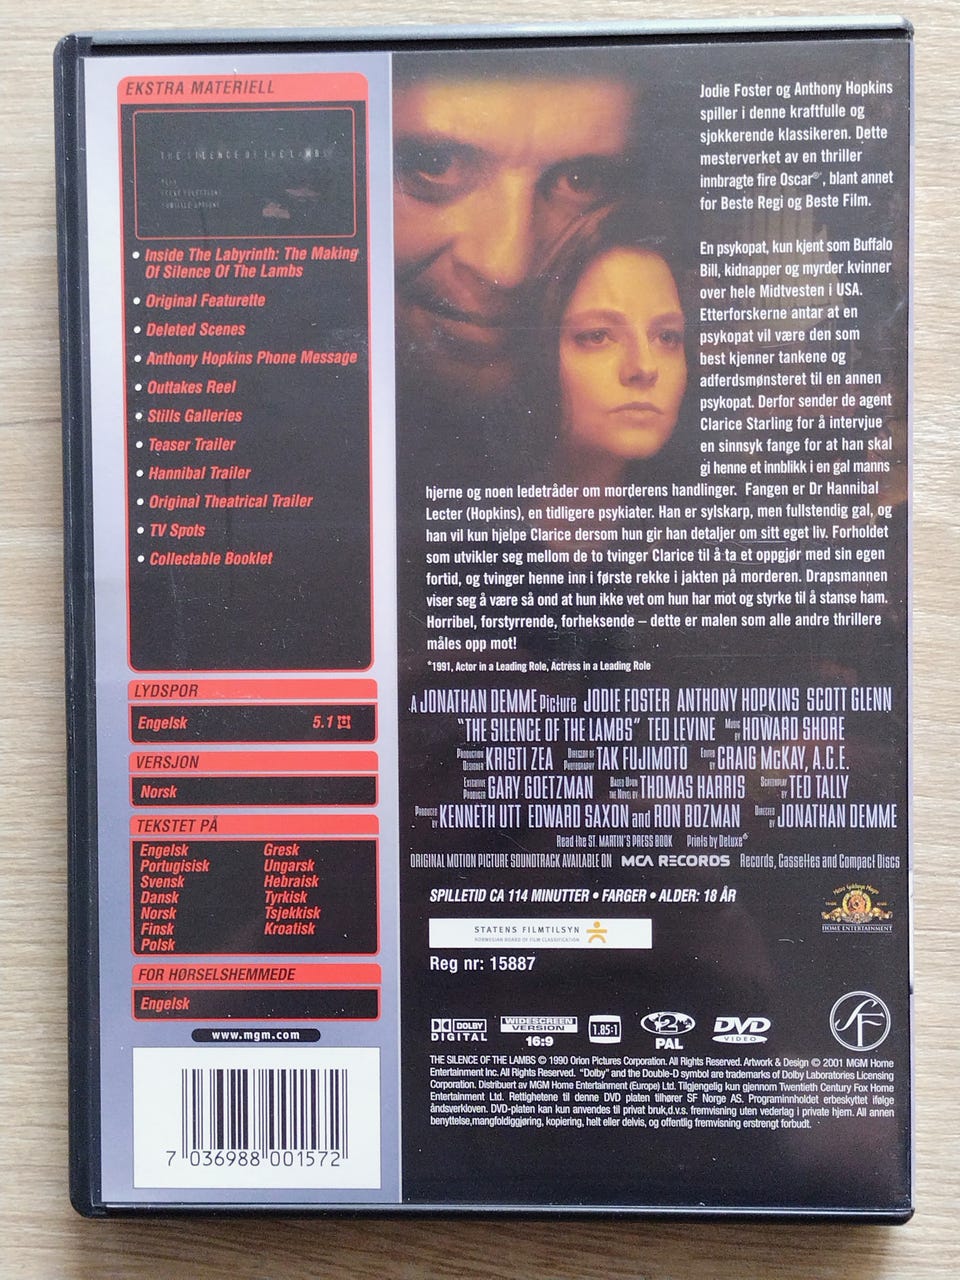 EKSTRA MATERIELL
THE SILENCE OF THE LAMBS
PLAY
SCENE SELECTIONS
SUBTITLE OPTIONS
• Inside The Labyrinth: The Making
Of Silence Of The Lambs
• Original Featurette
• Deleted Scenes
• Anthony Hopkins Phone Message
• Outtakes Reel
• Stills Galleries
• Teaser Trailer
• Hannibal Trailer
• Original Theatrical Trailer
• TV Spots
• Collectable Booklet
LYDSPOR
Engelsk 5.1
VERSJON
Norsk
TEKSTET PÅ
Engelsk Gresk
Portugisisk Ungarsk
Svensk Hebraisk
Dansk Tyrkisk
Norsk Tsjekkisk
Finsk Kroatisk
Polsk
FOR HØRSELSHEMMEDE
Engelsk
www.mgm.com
7 036988 001572
Jodie Foster og Anthony Hopkins
spiller i denne kraftfulle og
sjokkerende klassikeren. Dette
mesterverket av en thriller
innbragte fire Oscar®*, blant annet
for Beste Regi og Beste Film.
En psykopat, kun kjent som Buffalo
Bill, kidnapper og myrder kvinner
over hele Midtvesten i USA.
Etterforskerne antar at en
psykopat vil være den som
best kjenner tankene og
adferdsmønsteret til en annen
psykopat. Derfor sender de agent
Clarice Starling for å intervjue
en sinnsyk fange for at han skal
gi henne et innblikk i en gal manns
hjerne og noen ledetråder om morderens handlinger. Fangen er Dr Hannibal
Lecter (Hopkins), en tidligere psykiater. Han er sylskarp, men fullstendig gal, og
han vil kun hjelpe Clarice dersom hun gir han detaljer om sitt eget liv. Forholdet
som utvikler seg mellom de to tvinger Clarice til å ta et oppgjør med sin egen
fortid, og tvinger henne inn i første rekke i jakten på morderen. Drapsmannen
viser seg å være så ond at hun ikke vet om hun har mot og styrke til å stanse ham.
Horribel, forstyrrende, forheksende – dette er malen som alle andre thrillere
måles opp mot!
*1991, Actor in a Leading Role, Actress in a Leading Role
A JONATHAN DEMME Picture JODIE FOSTER ANTHONY HOPKINS SCOTT GLENN
"THE SILENCE OF THE LAMBS" TED LEVINE Music by HOWARD SHORE
Production Designer KRISTI ZEA Director of Photography TAK FUJIMOTO Edited by CRAIG McKAY, A.C.E.
Executive Producer GARY GOETZMAN Based Upon the Novel by THOMAS HARRIS Screenplay by TED TALLY
Produced by KENNETH UTT EDWARD SAXON and RON BOZMAN Directed by JONATHAN DEMME
Read the ST. MARTIN'S PRESS BOOK Prints by Deluxe®
ORIGINAL MOTION PICTURE SOUNDTRACK AVAILABLE ON MCA RECORDS Records, Cassettes and Compact Discs
SPILLETID CA 114 MINUTTER • FARGER • ALDER: 18 ÅR
Metro Goldwyn Mayer
TRADE MARK
HOME ENTERTAINMENT
STATENS FILMTILSYN
NORWEGIAN BOARD OF FILM CLASSIFICATION
Reg nr: 15887
DOLBY
DIGITAL
WIDESCREEN
VERSION
16:9
1.85:1
2
PAL
DVD
VIDEO
SF
THE SILENCE OF THE LAMBS © 1990 Orion Pictures Corporation. All Rights Reserved. Artwork & Design © 2001 MGM Home
Entertainment Inc. All Rights Reserved. "Dolby" and the Double-D symbol are trademarks of Dolby Laboratories Licensing
Corporation. Distribuert av MGM Home Entertainment (Europe) Ltd. Tilgjengelig kun gjennom Twentieth Century Fox Home
Entertainment Ltd. Rettighetene til denne DVD platen tilhører SF Norge AS. Programinnholdet erbeskyttet ifølge
åndsverkloven. DVD-platen kan kun anvendes til privat bruk,d.v.s. fremvisning uten vederlag i private hjem. All annen
benyttelse,mangfoldiggjøring, kopiering, helt eller delvis, og offentlig fremvisning erstrengt forbudt.